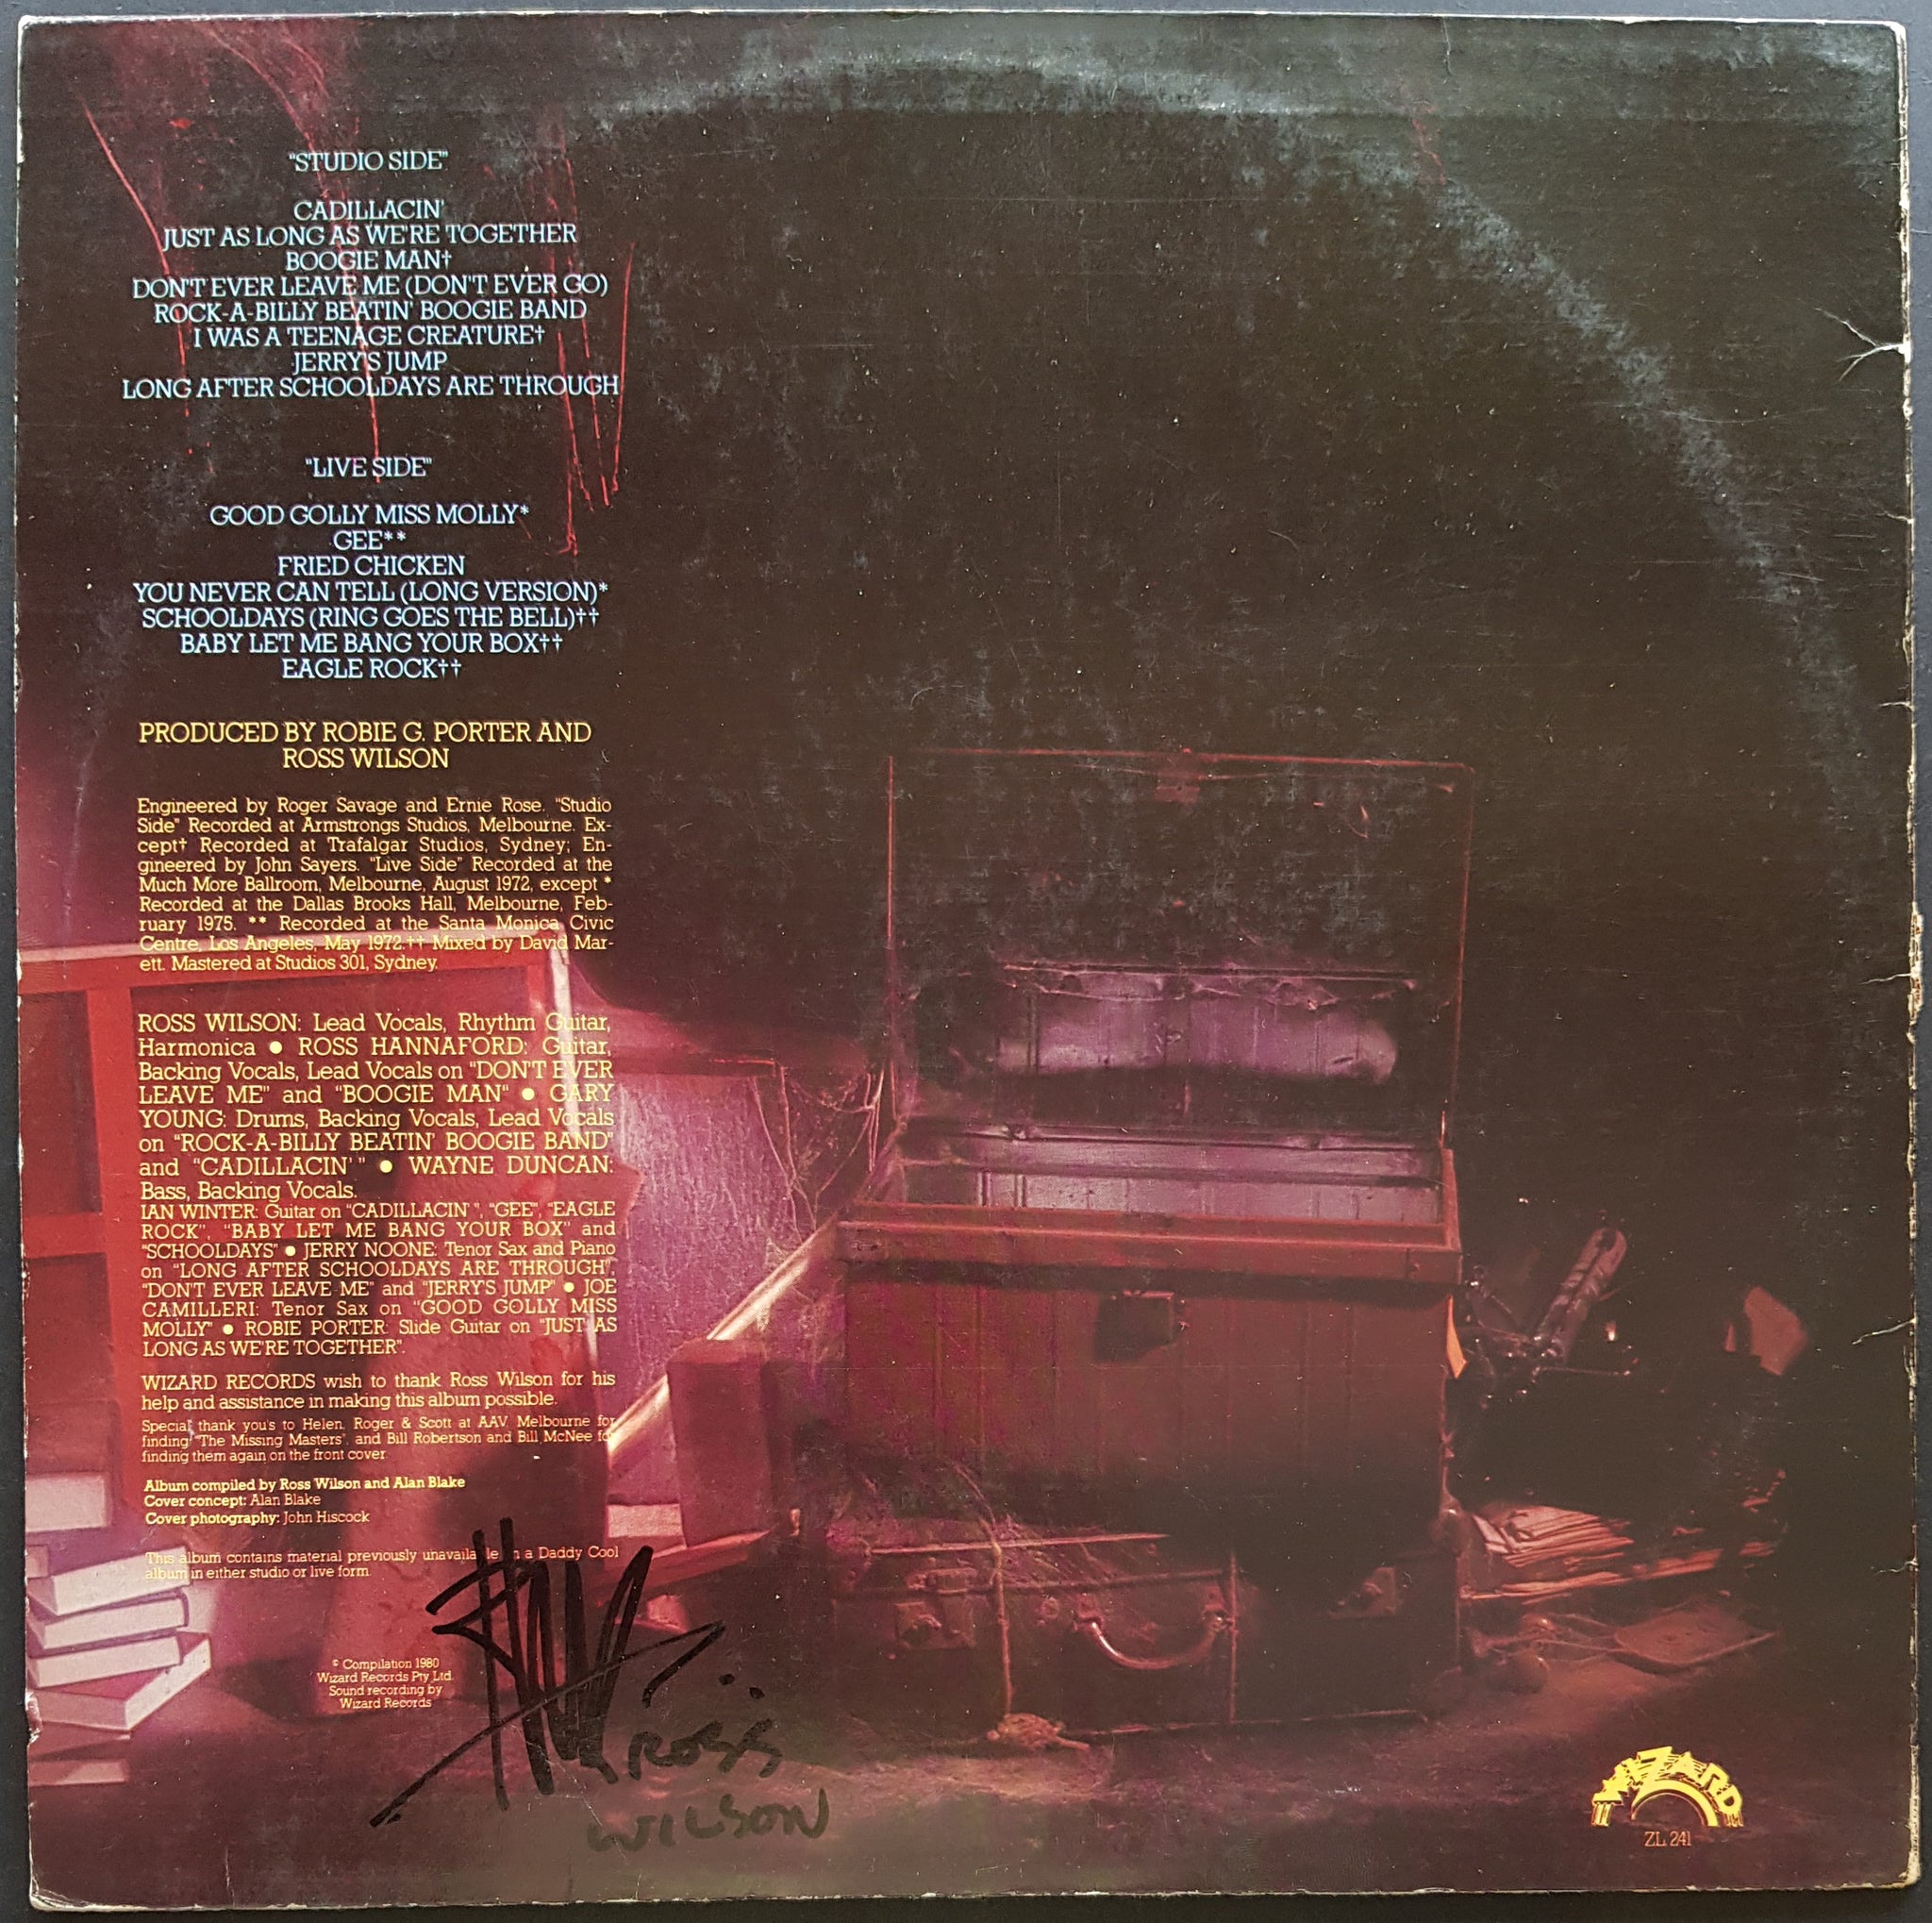 "STUDIO SIDE"
CADILLACIN'
JUST AS LONG AS WE'RE TOGETHER
BOOGIE MAN†
DON'T EVER LEAVE ME (DON'T EVER GO)
ROCK-A-BILLY BEATIN' BOOGIE BAND
I WAS A TEENAGE CREATURE†
JERRY'S JUMP
LONG AFTER SCHOOLDAYS ARE THROUGH
"LIVE SIDE"
GOOD GOLLY MISS MOLLY*
GEE**
FRIED CHICKEN
YOU NEVER CAN TELL (LONG VERSION)*
SCHOOLDAYS (RING GOES THE BELL)††
BABY LET ME BANG YOUR BOX††
EAGLE ROCK††
PRODUCED BY ROBIE G. PORTER AND
ROSS WILSON
Engineered by Roger Savage and Ernie Rose. "Studio
Side" Recorded at Armstrongs Studios, Melbourne. Ex-
cept† Recorded at Trafalgar Studios, Sydney; En-
gineered by John Sayers. "Live Side" Recorded at the
Much More Ballroom, Melbourne, August 1972, except *
Recorded at the Dallas Brooks Hall, Melbourne, Feb-
ruary 1975. ** Recorded at the Santa Monica Civic
Centre, Los Angeles, May 1972.†† Mixed by David Mar-
ett. Mastered at Studios 301, Sydney.
ROSS WILSON: Lead Vocals, Rhythm Guitar,
Harmonica ● ROSS HANNAFORD: Guitar,
Backing Vocals, Lead Vocals on "DON'T EVER
LEAVE ME" and "BOOGIE MAN" ● GARY
YOUNG: Drums, Backing Vocals, Lead Vocals
on "ROCK-A-BILLY BEATIN' BOOGIE BAND"
and "CADILLACIN'" ● WAYNE DUNCAN:
Bass, Backing Vocals.
IAN WINTER: Guitar on "CADILLACIN'", "GEE", "EAGLE
ROCK", "BABY LET ME BANG YOUR BOX" and
"SCHOOLDAYS" ● JERRY NOONE: Tenor Sax and Piano
on "LONG AFTER SCHOOLDAYS ARE THROUGH",
"DON'T EVER LEAVE ME" and "JERRY'S JUMP" ● JOE
CAMILLERI: Tenor Sax on "GOOD GOLLY MISS
MOLLY" ● ROBIE PORTER: Slide Guitar on "JUST AS
LONG AS WE'RE TOGETHER".
WIZARD RECORDS wish to thank Ross Wilson for his
help and assistance in making this album possible.
Special thank you's to Helen, Roger & Scott at AAV, Melbourne for
finding "The Missing Masters", and Bill Robertson and Bill McNee for
finding them again on the front cover.
Album compiled by Ross Wilson and Alan Blake
Cover concept: Alan Blake
Cover photography: John Hiscock
This album contains material previously unavailable on a Daddy Cool
album in either studio or live form.
© Compilation 1980
Wizard Records Pty. Ltd.
Sound recording by
Wizard Records
ROSS
WILSON
WIZARD
ZL 241